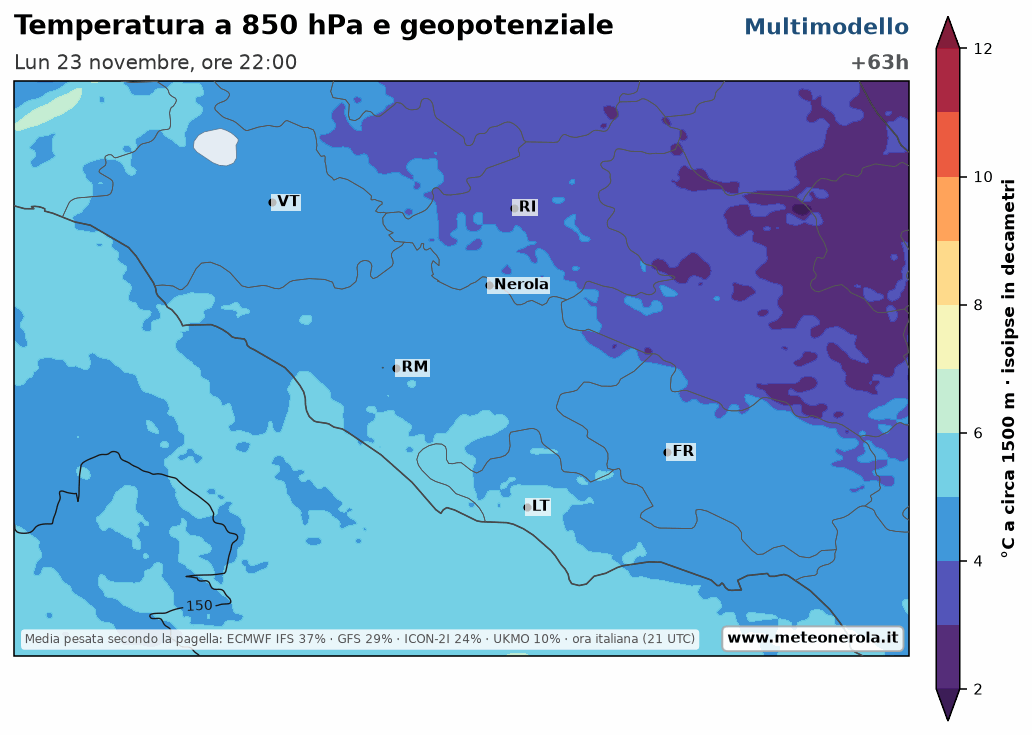 Temperatura a 850 hPa e geopotenziale
Multimodello
Lun 23 novembre, ore 22:00
+63h
VT
RI
Nerola
RM
FR
LT
150
Media pesata secondo la pagella: ECMWF IFS 37% · GFS 29% · ICON-2I 24% · UKMO 10% · ora italiana (21 UTC)
www.meteonerola.it
12
10
8
6
4
2
°C a circa 1500 m · isoipse in decametri